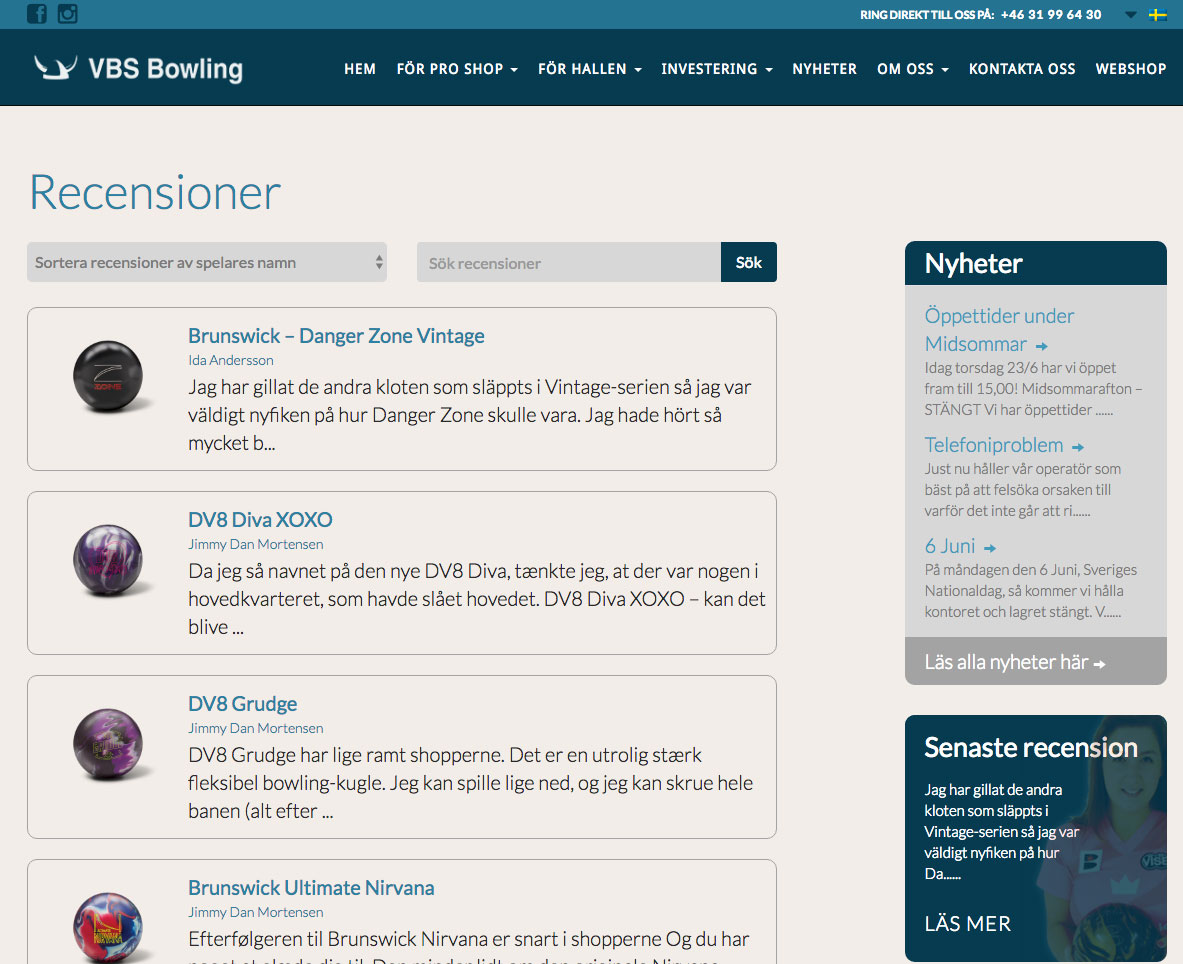 RING DIREKT TILL OSS PÅ: +46 31 99 64 30
VBS Bowling
HEM FÖR PRO SHOP FÖR HALLEN INVESTERING NYHETER OM OSS KONTAKTA OSS WEBSHOP
Recensioner
Sortera recensioner av spelares namn
Sök recensioner
Sök
Brunswick – Danger Zone Vintage
Ida Andersson
Jag har gillat de andra kloten som släppts i Vintage-serien så jag var
väldigt nyfiken på hur Danger Zone skulle vara. Jag hade hört så
mycket b...
DV8 Diva XOXO
Jimmy Dan Mortensen
Da jeg så navnet på den nye DV8 Diva, tænkte jeg, at der var nogen i
hovedkvarteret, som havde slået hovedet. DV8 Diva XOXO – kan det
blive ...
DV8 Grudge
Jimmy Dan Mortensen
DV8 Grudge har lige ramt shopperne. Det er en utrolig stærk
fleksibel bowling-kugle. Jeg kan spille lige ned, og jeg kan skrue hele
banen (alt efter ...
Brunswick Ultimate Nirvana
Jimmy Dan Mortensen
Efterfølgeren til Brunswick Nirvana er snart i shopperne Og du har
Nyheter
Öppettider under
Midsommar
Idag torsdag 23/6 har vi öppet
fram till 15,00! Midsommarafton –
STÄNGT Vi har öppettider ......
Telefoniproblem
Just nu håller vår operatör som
bäst på att felsöka orsaken till
varför det inte går att ri......
6 Juni
På måndagen den 6 Juni, Sveriges
Nationaldag, så kommer vi hålla
kontoret och lagret stängt. V......
Läs alla nyheter här
Senaste recension
Jag har gillat de andra
kloten som släppts i
Vintage-serien så jag var
väldigt nyfiken på hur
Da......
LÄS MER